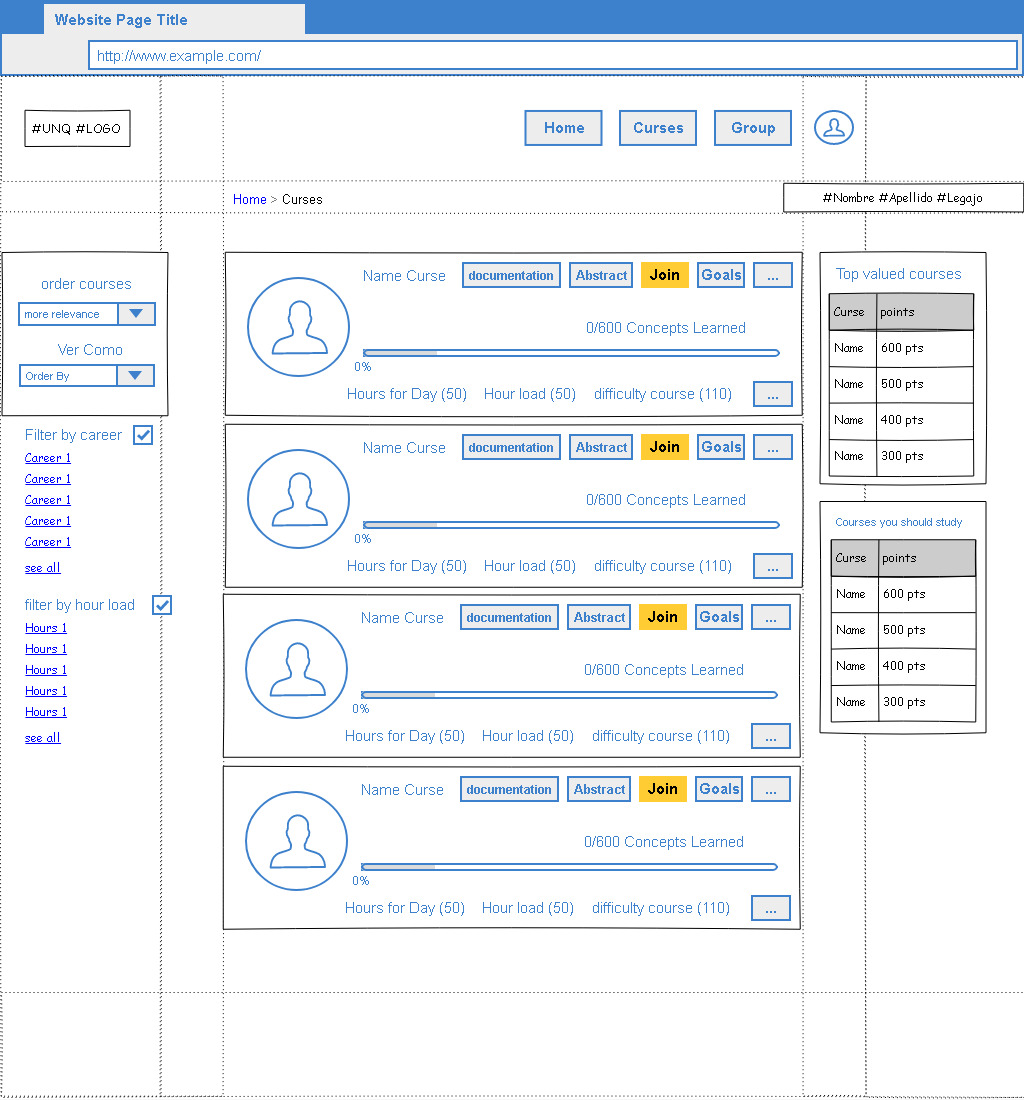 Website Page Title
http://www.example.com/
#UNQ #LOGO
Home
Curses
Group
Home > Curses
#Nombre #Apellido #Legajo
order courses
more relevance
Ver Como
Order By
Filter by career
Career 1
Career 1
Career 1
Career 1
Career 1
see all
filter by hour load
Hours 1
Hours 1
Hours 1
Hours 1
Hours 1
see all
Name Curse documentation Abstract Join Goals ...
0/600 Concepts Learned
0%
Hours for Day (50) Hour load (50) difficulty course (110) ...
Name Curse documentation Abstract Join Goals ...
0/600 Concepts Learned
0%
Hours for Day (50) Hour load (50) difficulty course (110) ...
Name Curse documentation Abstract Join Goals ...
0/600 Concepts Learned
0%
Hours for Day (50) Hour load (50) difficulty course (110) ...
Name Curse documentation Abstract Join Goals ...
0/600 Concepts Learned
0%
Hours for Day (50) Hour load (50) difficulty course (110) ...
Top valued courses
Curse points
Name 600 pts
Name 500 pts
Name 400 pts
Name 300 pts
Courses you should study
Curse points
Name 600 pts
Name 500 pts
Name 400 pts
Name 300 pts